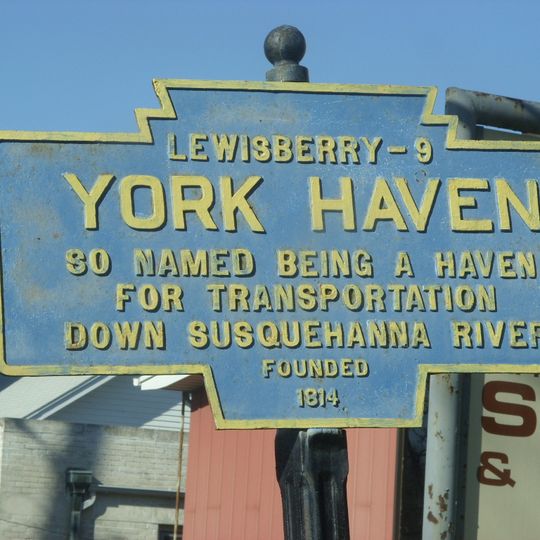 LEWISBERRY-9
YORK HAVEN
SO NAMED BEING A HAVEN
FOR TRANSPORTATION
DOWN SUSQUEHANNA RIVER
FOUNDED
1814
S
&